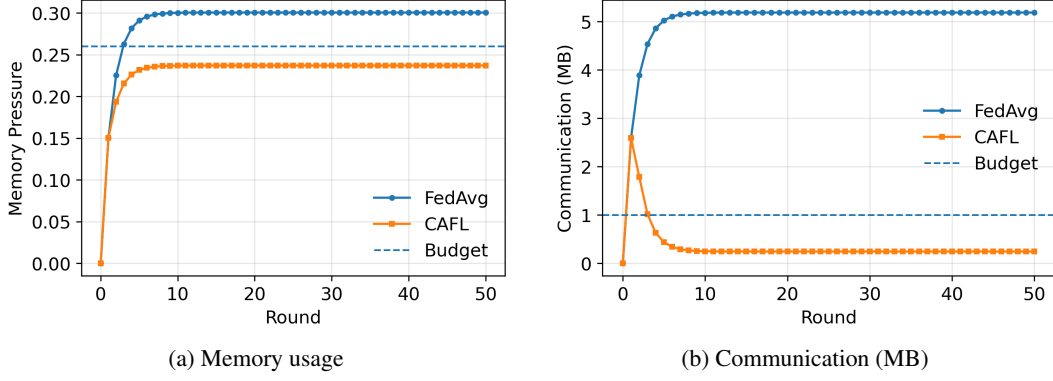 0.30
0.25
0.20
0.15
0.10
0.05
0.00
Memory Pressure
FedAvg
CAFL
Budget
0 10 20 30 40 50
Round
(a) Memory usage
5
4
3
2
1
0
Communication (MB)
FedAvg
CAFL
Budget
0 10 20 30 40 50
Round
(b) Communication (MB)